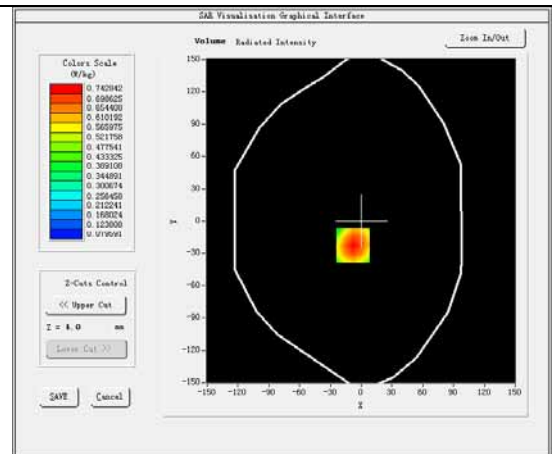 SAR Visualisation Graphical Interface
Volume Radiated Intensity
Zoom In/Out
Colors Scale
(W/kg)
0.742842
0.698625
0.654408
0.610192
0.565975
0.521758
0.477541
0.433325
0.389108
0.344891
0.300674
0.256458
0.212241
0.168024
0.123808
Z-Cuts Control
<< Upper Cut
Z = 4.0 mm
Lower Cut >>
SAVE Cancel
150
120
90
60
30
0
-30
-60
-90
-120
-150
Y
-150 -120 -90 -60 -30 0 30 60 90 120 150
X